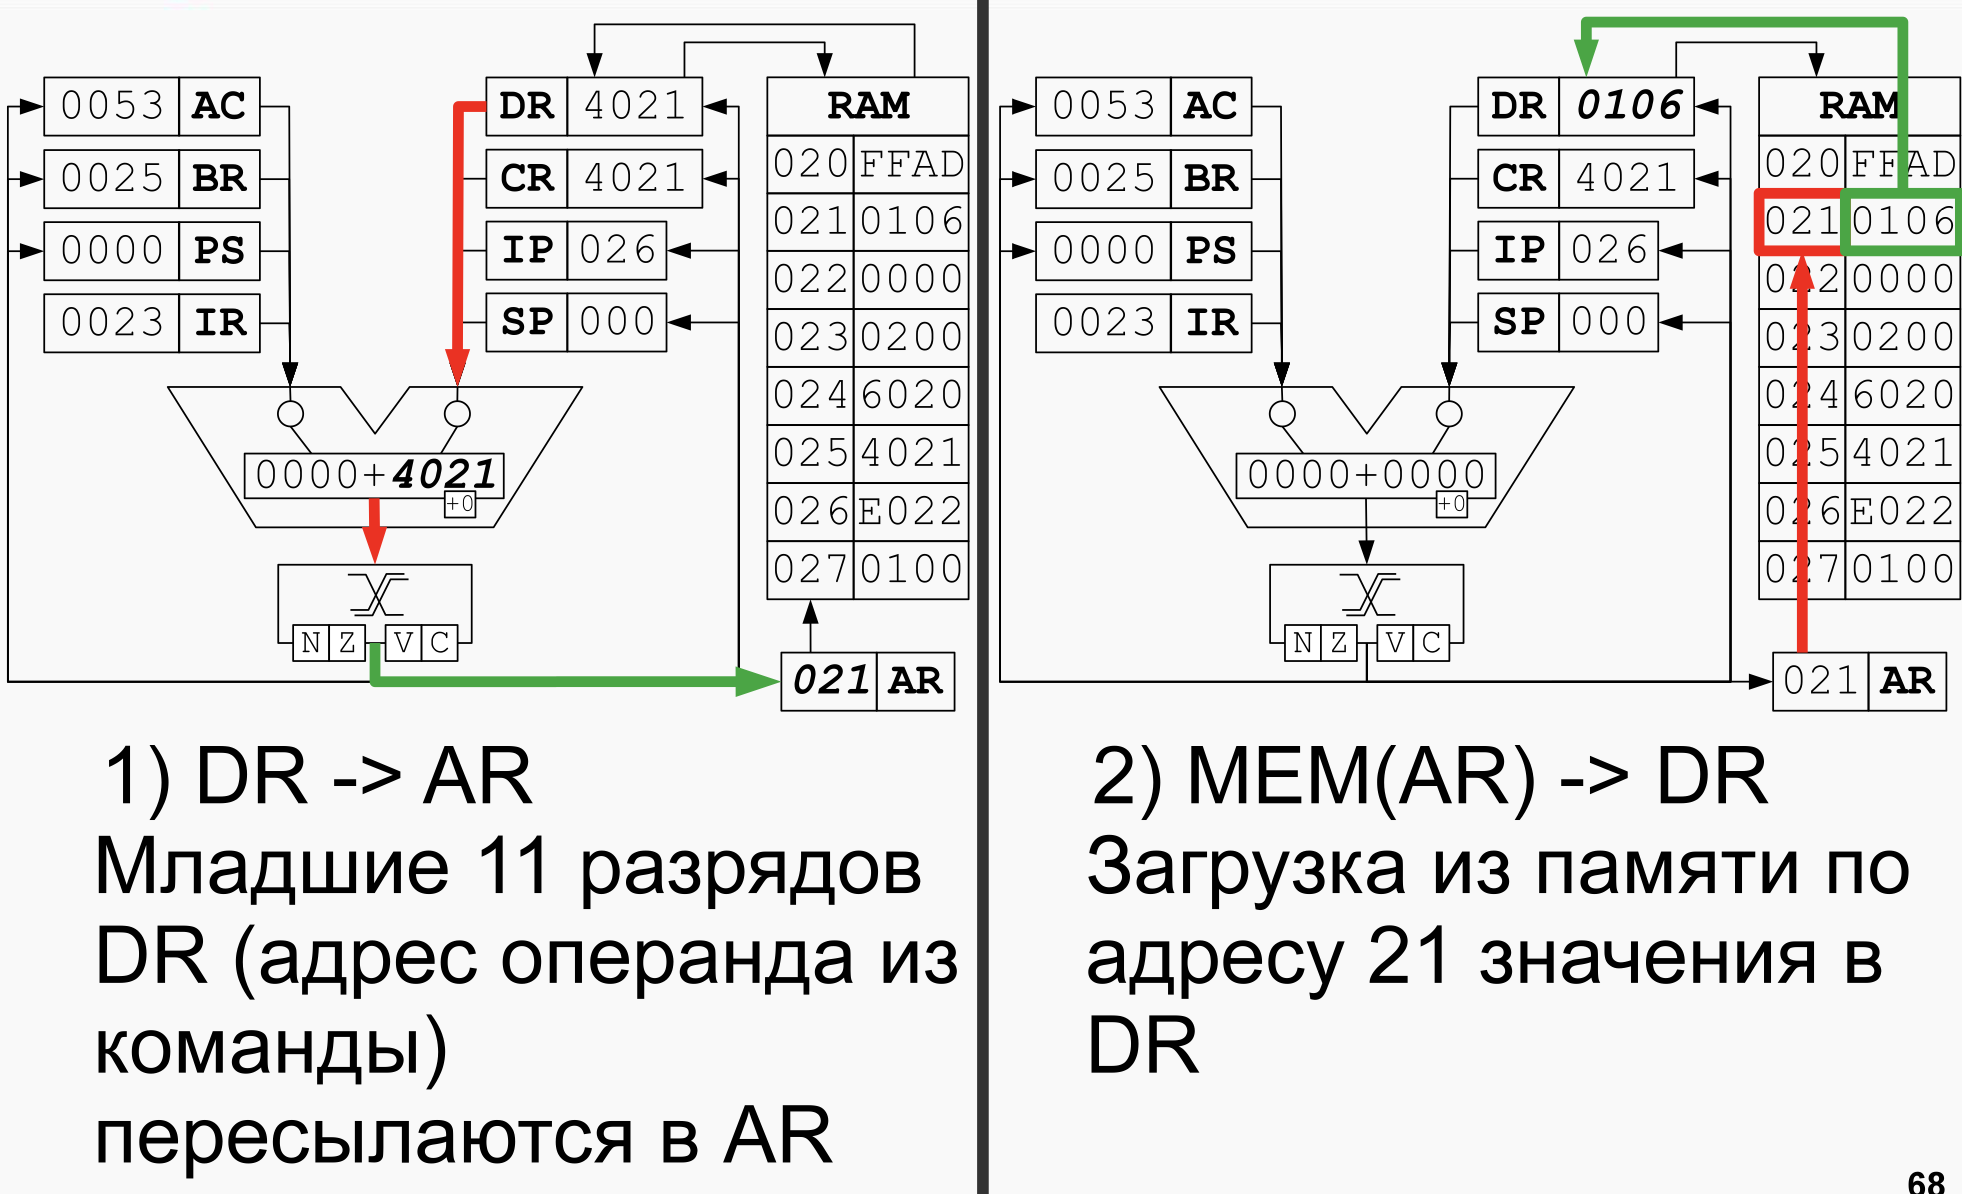 0053 AC
0025 BR
0000 PS
0023 IR
DR 4021
CR 4021
IP 026
SP 000
RAM
020 FFAD
021 0106
022 0000
023 0200
024 6020
025 4021
026 E022
027 0100
0000+4021
+0
N Z V C
021 AR
1) DR -> AR
Младшие 11 разрядов
DR (адрес операнда из
команды)
пересылаются в AR
0053 AC
0025 BR
0000 PS
0023 IR
DR 0106
CR 4021
IP 026
SP 000
RAM
020 FFAD
021 0106
022 0000
023 0200
024 6020
025 4021
026 E022
027 0100
0000+0000
+0
N Z V C
021 AR
2) MEM(AR) -> DR
Загрузка из памяти по
адресу 21 значения в
DR
68